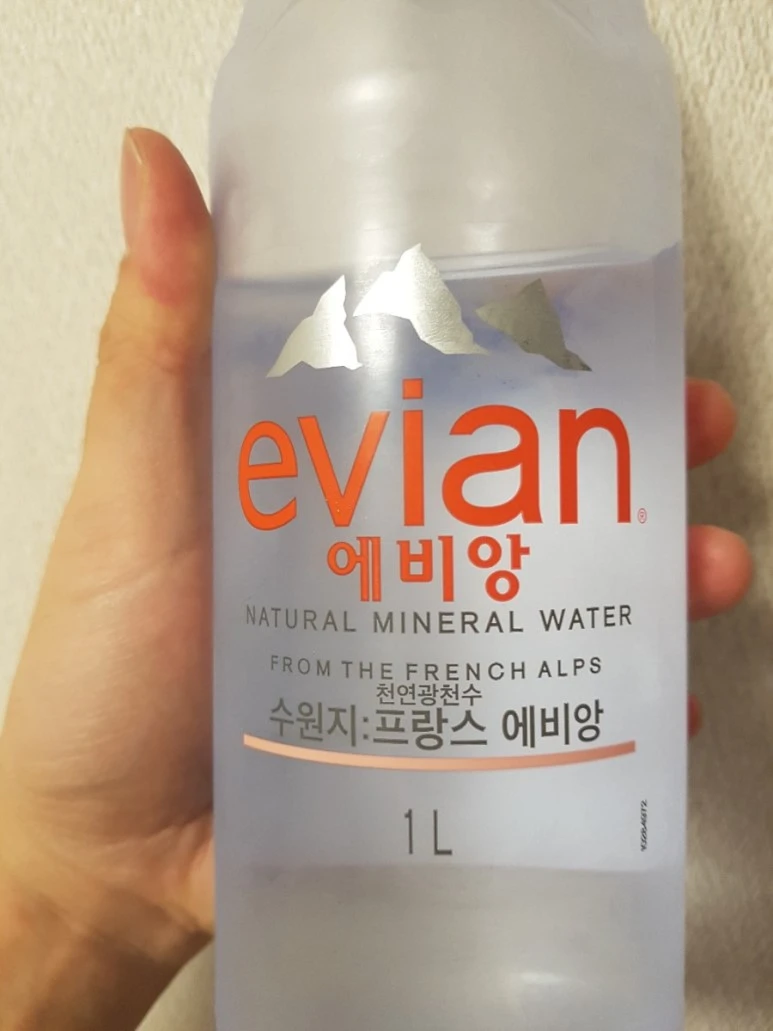 evian®
에비앙
NATURAL MINERAL WATER
FROM THE FRENCH ALPS
천연광천수
수원지:프랑스 에비앙
1 L